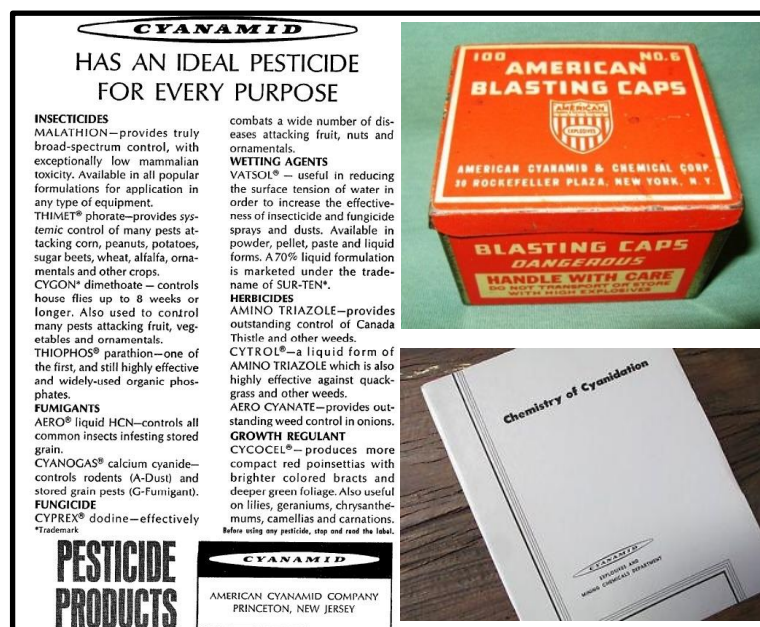 CYANAMID
HAS AN IDEAL PESTICIDE
FOR EVERY PURPOSE
INSECTICIDES
MALATHION—provides truly
broad-spectrum control, with
exceptionally low mammalian
toxicity. Available in all popular
formulations for application in
any type of equipment.
THIMET® phorate—provides sys-
temic control of many pests at-
tacking corn, peanuts, potatoes,
sugar beets, wheat, alfalfa, orna-
mentals and other crops.
CYGON* dimethoate — controls
house flies up to 8 weeks or
longer. Also used to control
many pests attacking fruit, veg-
etables and ornamentals.
THIOPHOS® parathion—one of
the first, and still highly effective
and widely-used organic phos-
phates.
FUMIGANTS
AERO® liquid HCN—controls all
common insects infesting stored
grain.
CYANOGAS® calcium cyanide—
controls rodents (A-Dust) and
stored grain pests (G-Fumigant).
FUNGICIDE
CYPREX® dodine—effectively
*Trademark
combats a wide number of dis-
eases attacking fruit, nuts and
ornamentals.
WETTING AGENTS
VATSOL® — useful in reducing
the surface tension of water in
order to increase the effective-
ness of insecticide and fungicide
sprays and dusts. Available in
powder, pellet, paste and liquid
forms. A 70% liquid formulation
is marketed under the trade-
name of SUR-TEN*.
HERBICIDES
AMINO TRIAZOLE—provides
outstanding control of Canada
Thistle and other weeds.
CYTROL®—a liquid form of
AMINO TRIAZOLE which is also
highly effective against quack-
grass and other weeds.
AERO CYANATE—provides out-
standing weed control in onions.
GROWTH REGULANT
CYCOCEL®—produces more
compact red poinsettias with
brighter colored bracts and
deeper green foliage. Also useful
on lilies, geraniums, chrysanthe-
mums, camellias and carnations.
Before using any pesticide, stop and read the label.
PESTICIDE
PRODUCTS
CYANAMID
AMERICAN CYANAMID COMPANY
PRINCETON, NEW JERSEY
100 NO. 6
AMERICAN
BLASTING CAPS
AMERICAN
EXPLOSIVES
AMERICAN CYANAMID & CHEMICAL CORP.
30 ROCKEFELLER PLAZA, NEW YORK, N. Y.
BLASTING CAPS
DANGEROUS
HANDLE WITH CARE
DO NOT TRANSPORT OR STORE
WITH HIGH EXPLOSIVES
Chemistry of Cyanidation
CYANAMID
EXPLOSIVES AND
MINING CHEMICALS DEPARTMENT